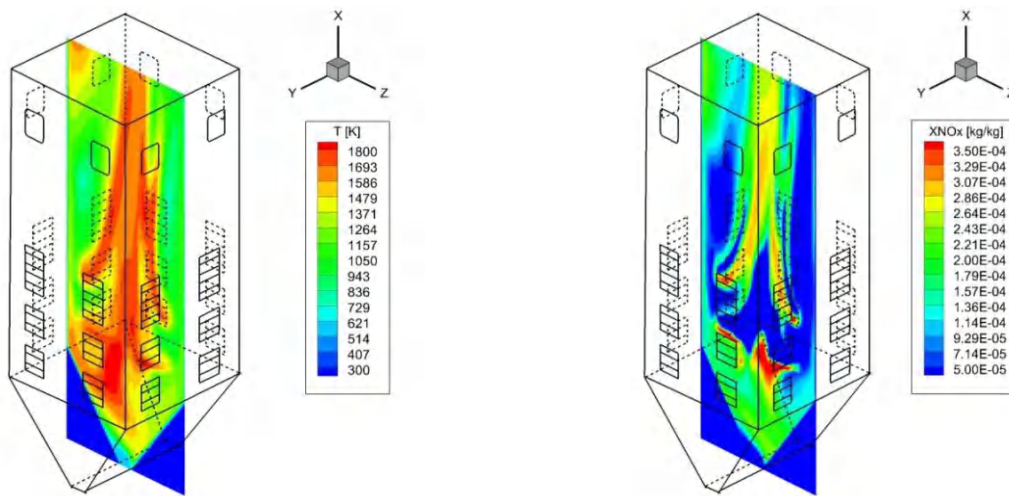 X
Y
Z
T [K]
1800
1693
1586
1479
1371
1264
1157
1050
943
836
729
621
514
407
300
X
Y
Z
XNOx [kg/kg]
3.50E-04
3.29E-04
3.07E-04
2.86E-04
2.64E-04
2.43E-04
2.21E-04
2.00E-04
1.79E-04
1.57E-04
1.36E-04
1.14E-04
9.29E-05
7.14E-05
5.00E-05